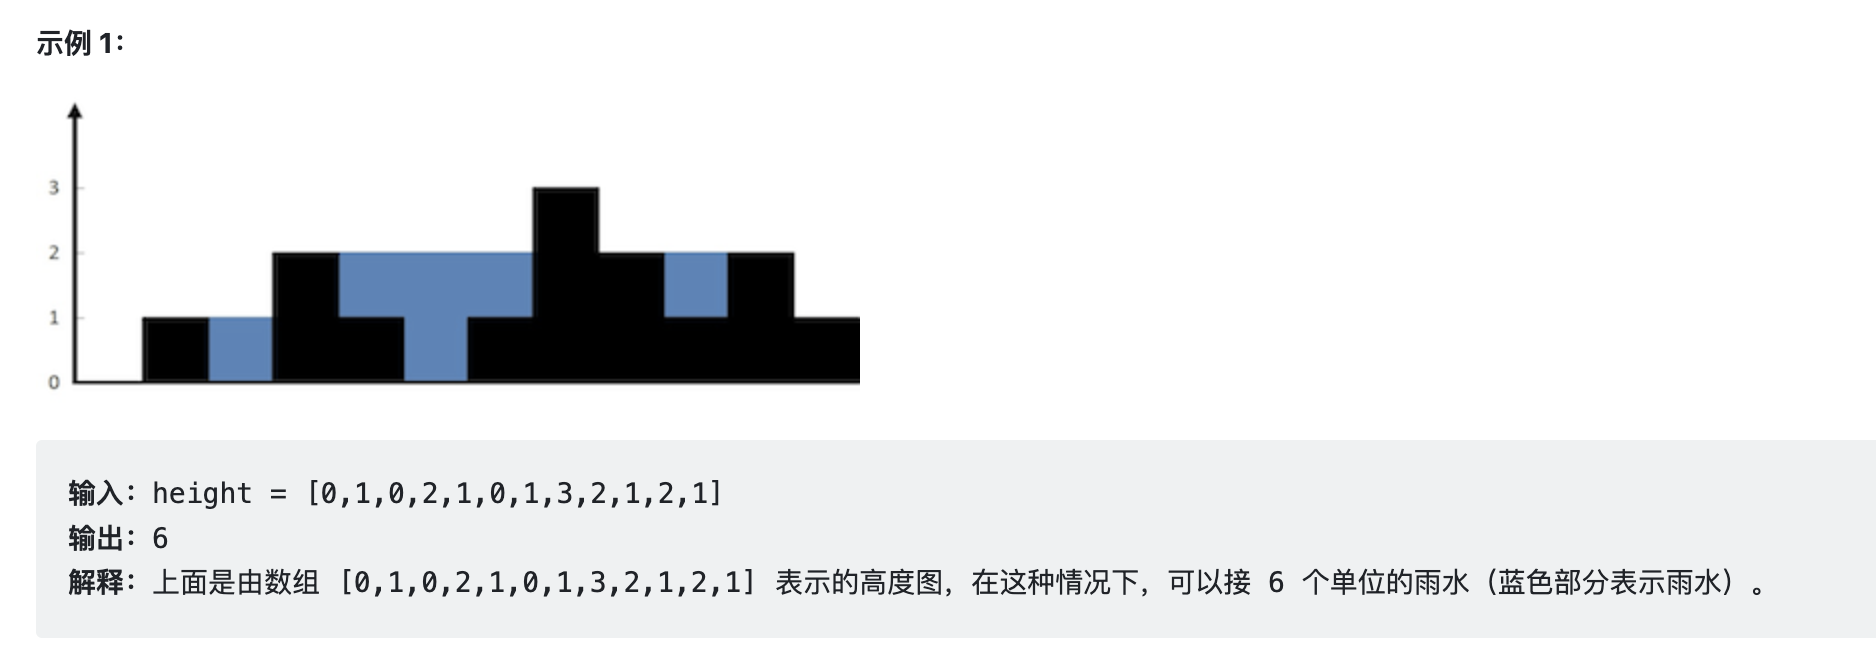 示例 1：
3
2
1
0
输入：height = [0,1,0,2,1,0,1,3,2,1,2,1]
输出：6
解释：上面是由数组 [0,1,0,2,1,0,1,3,2,1,2,1] 表示的高度图，在这种情况下，可以接 6 个单位的雨水（蓝色部分表示雨水）。